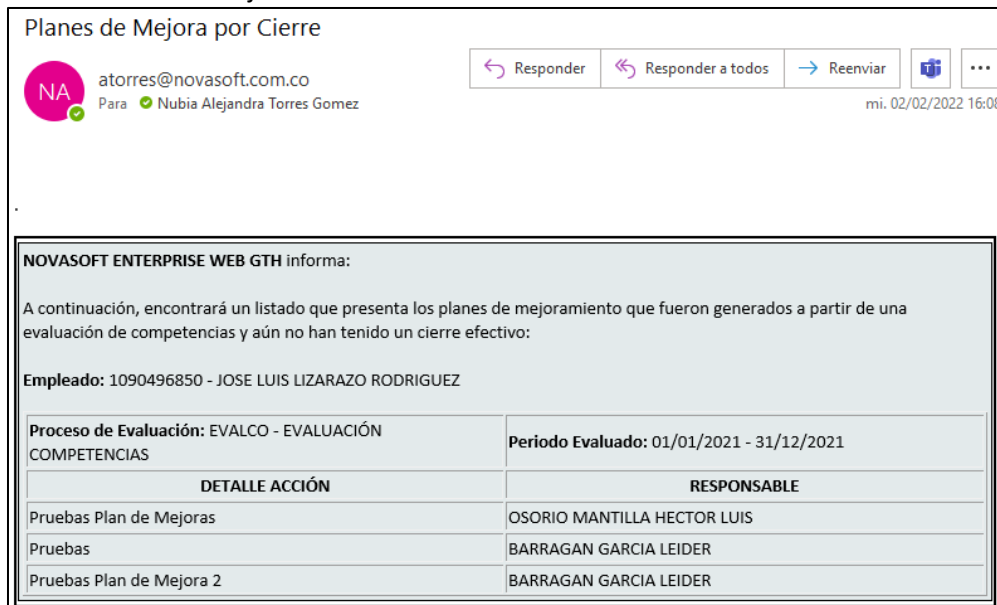 Planes de Mejora por Cierre
NA
atorres@novasoft.com.co
Para Nubia Alejandra Torres Gomez
Responder
Responder a todos
Reenviar
mi. 02/02/2022 16:08
.
NOVASOFT ENTERPRISE WEB GTH informa:
A continuación, encontrará un listado que presenta los planes de mejoramiento que fueron generados a partir de una
evaluación de competencias y aún no han tenido un cierre efectivo:
Empleado: 1090496850 - JOSE LUIS LIZARAZO RODRIGUEZ
Proceso de Evaluación: EVALCO - EVALUACIÓN
COMPETENCIAS
Periodo Evaluado: 01/01/2021 - 31/12/2021
DETALLE ACCIÓN
RESPONSABLE
Pruebas Plan de Mejoras
OSORIO MANTILLA HECTOR LUIS
Pruebas
BARRAGAN GARCIA LEIDER
Pruebas Plan de Mejora 2
BARRAGAN GARCIA LEIDER